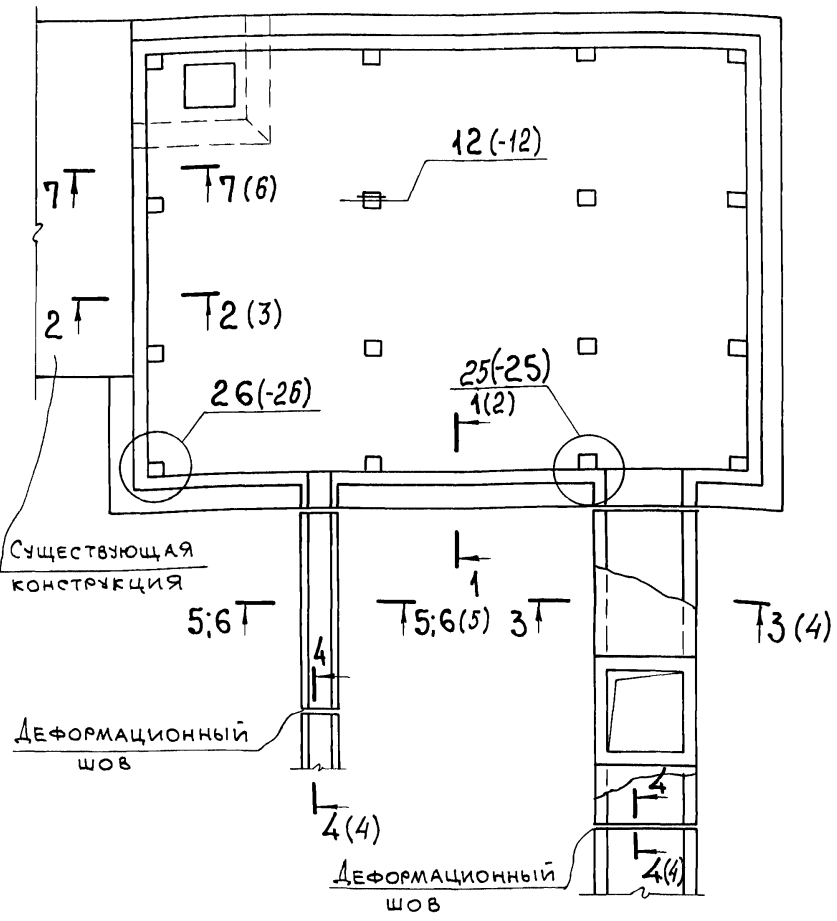 12(-12)
7
7(6)
2
2(3)
26(-26)
25(-25)
1(2)
Существующая
конструкция
1
5;6
5;6(5)
3
3(4)
4
Деформационный
шов
4
4(4)
4(4)
Деформационный
шов